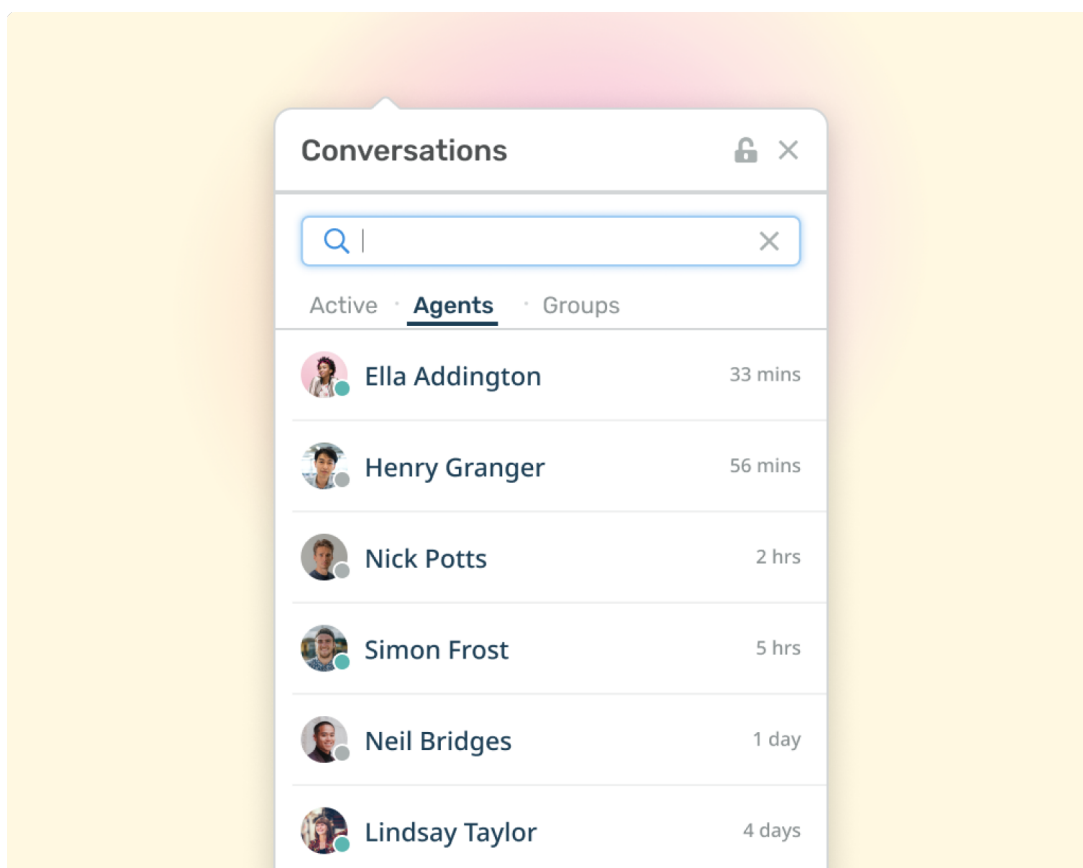 Conversations
Active · Agents · Groups
Ella Addington 33 mins
Henry Granger 56 mins
Nick Potts 2 hrs
Simon Frost 5 hrs
Neil Bridges 1 day
Lindsay Taylor 4 days